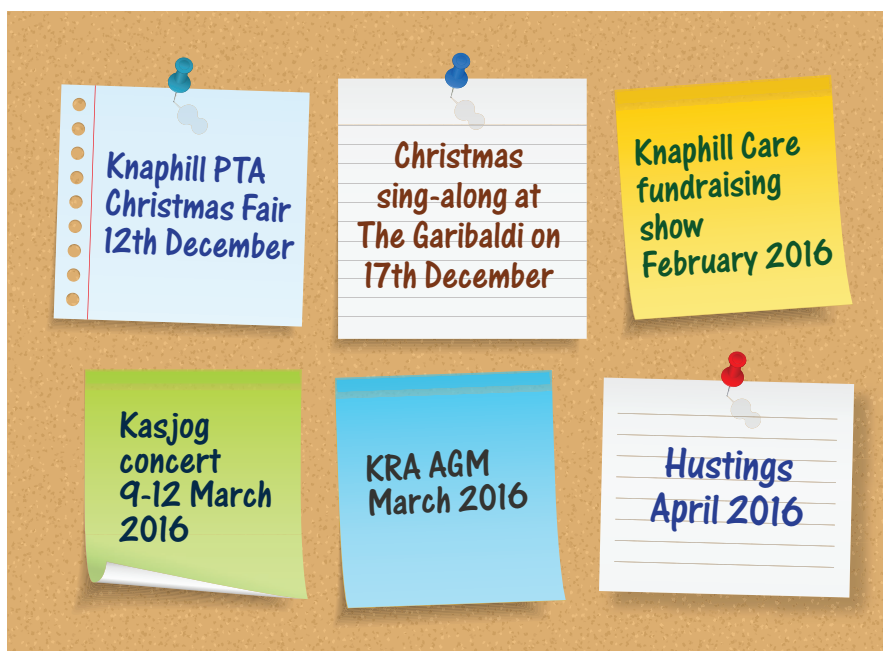 Knaphill PTA
Christmas Fair
12th December
Christmas
sing-along at
The Garibaldi on
17th December
Knaphill Care
fundraising
show
February 2016
Kasjog
concert
9-12 March
2016
KRA AGM
March 2016
Hustings
April 2016